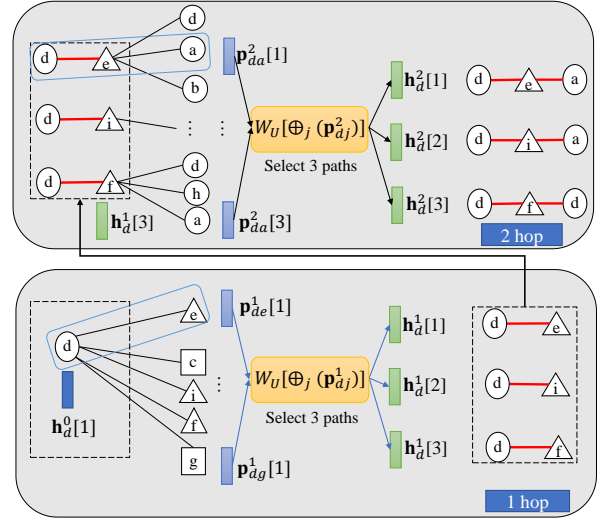 d
d e a
b
d i ⋮ ⋮
d
d f h
a
𝐡¹_d[3]
𝐩²_da[1]
W_U[⊕_j (𝐩²_dj)]
Select 3 paths
𝐩²_da[3]
𝐡²_d[1]
𝐡²_d[2]
𝐡²_d[3]
d e a
d i a
d f d
2 hop
d
𝐡⁰_d[1]
e
c
i ⋮
f
g
𝐩¹_de[1]
W_U[⊕_j (𝐩¹_dj)]
Select 3 paths
𝐩¹_dg[1]
𝐡¹_d[1]
𝐡¹_d[2]
𝐡¹_d[3]
d e
d i
d f
1 hop